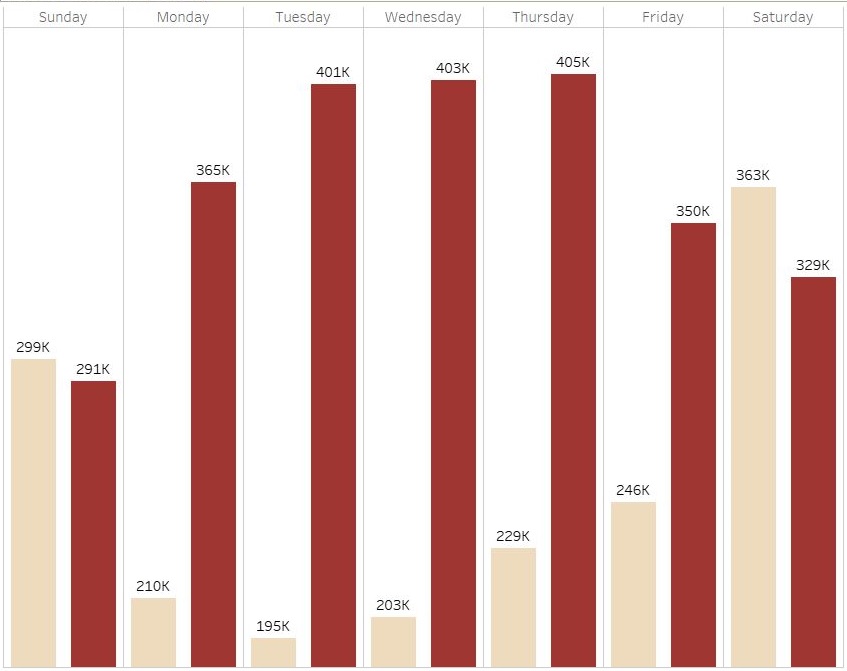 Sunday Monday Tuesday Wednesday Thursday Friday Saturday
299K 291K
210K 365K
195K 401K
203K 403K
229K 405K
246K 350K
363K 329K